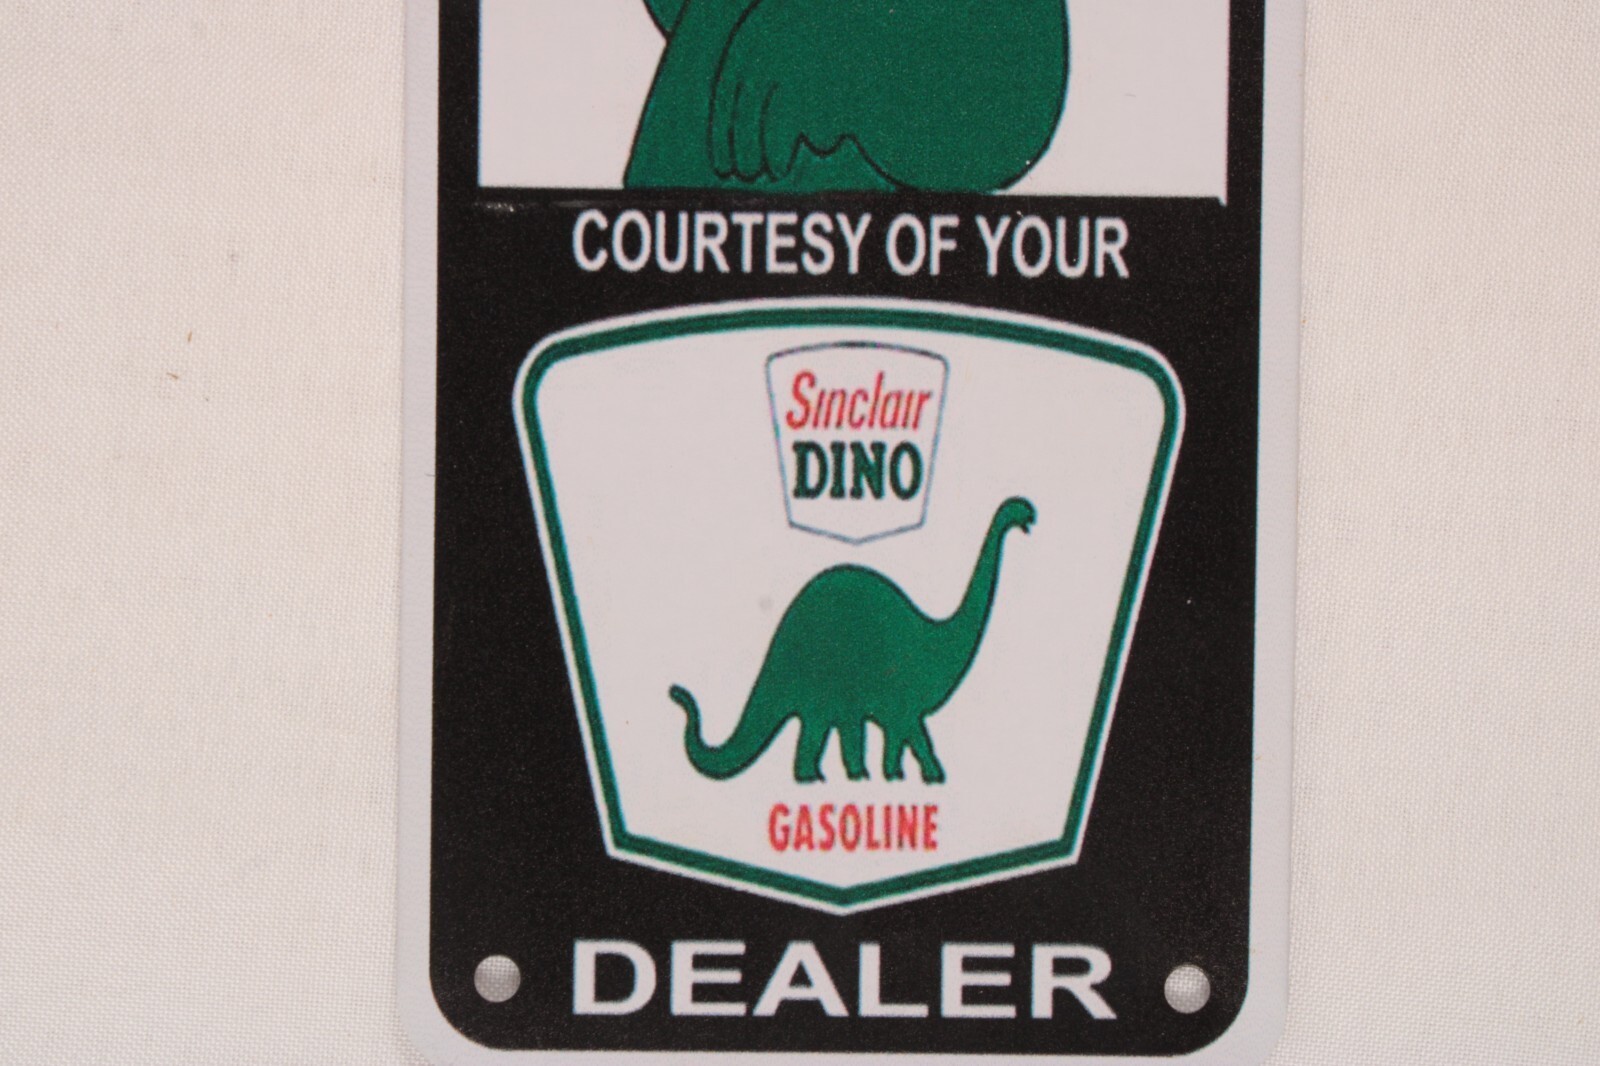 COURTESY OF YOUR
Sinclair
DINO
GASOLINE
DEALER